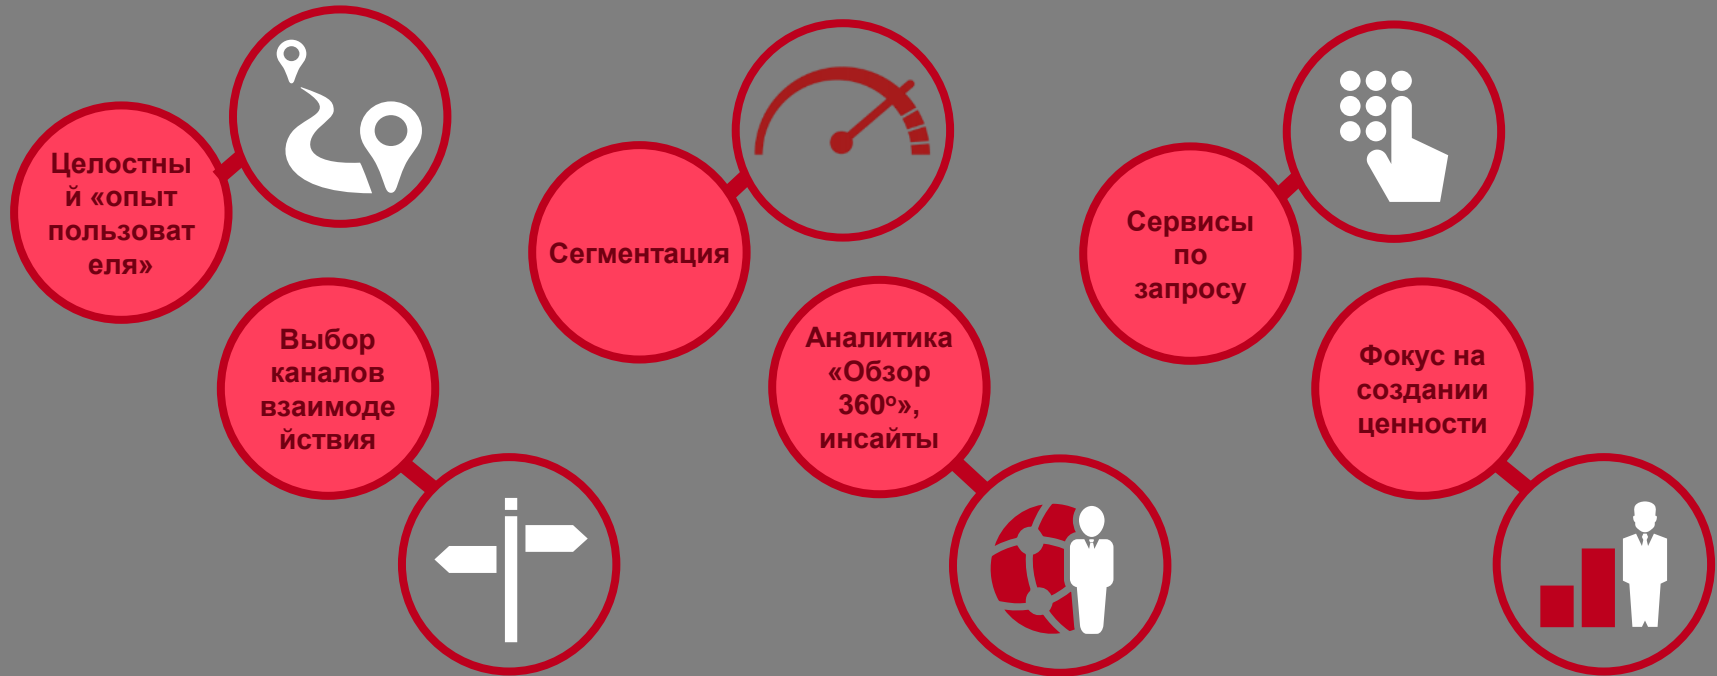 Целостны
й «опыт
пользоват
еля»
Выбор
каналов
взаимоде
йствия
Сегментация
Аналитика
«Обзор
360º»,
инсайты
Сервисы
по
запросу
Фокус на
создании
ценности